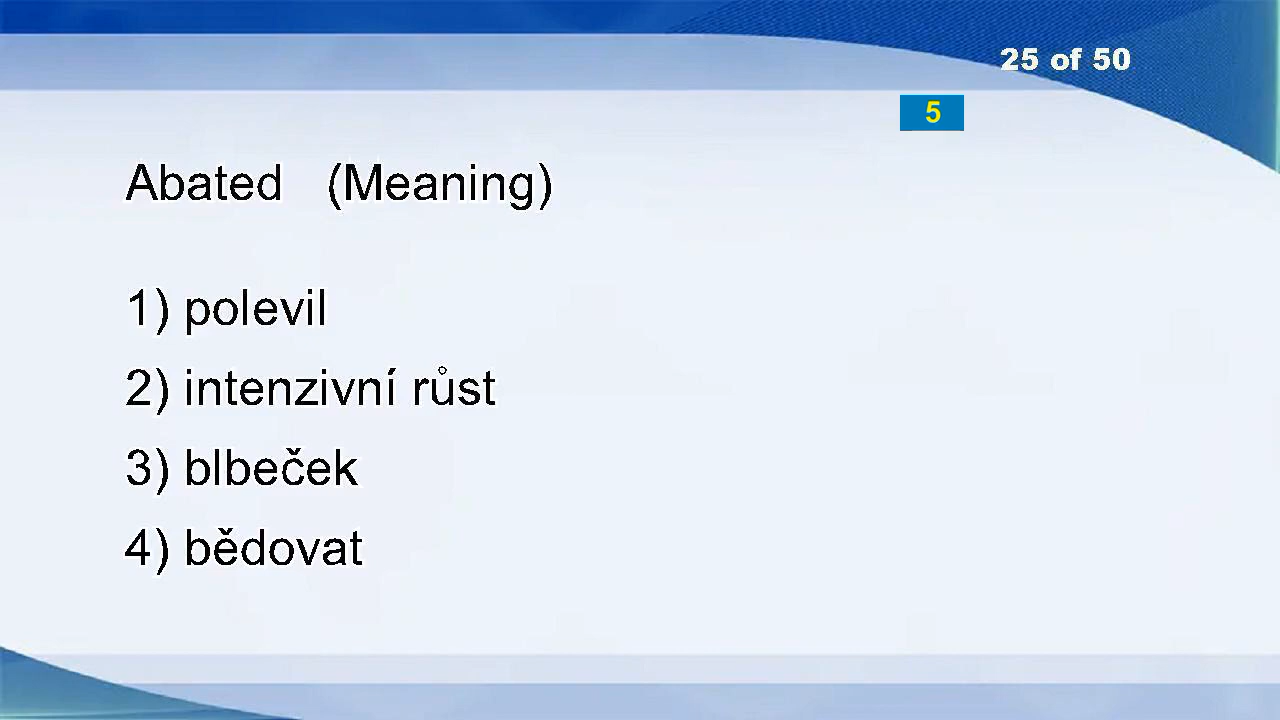 25 of 50
5
Abated (Meaning)
1) polevil
2) intenzivní růst
3) blbeček
4) bědovat